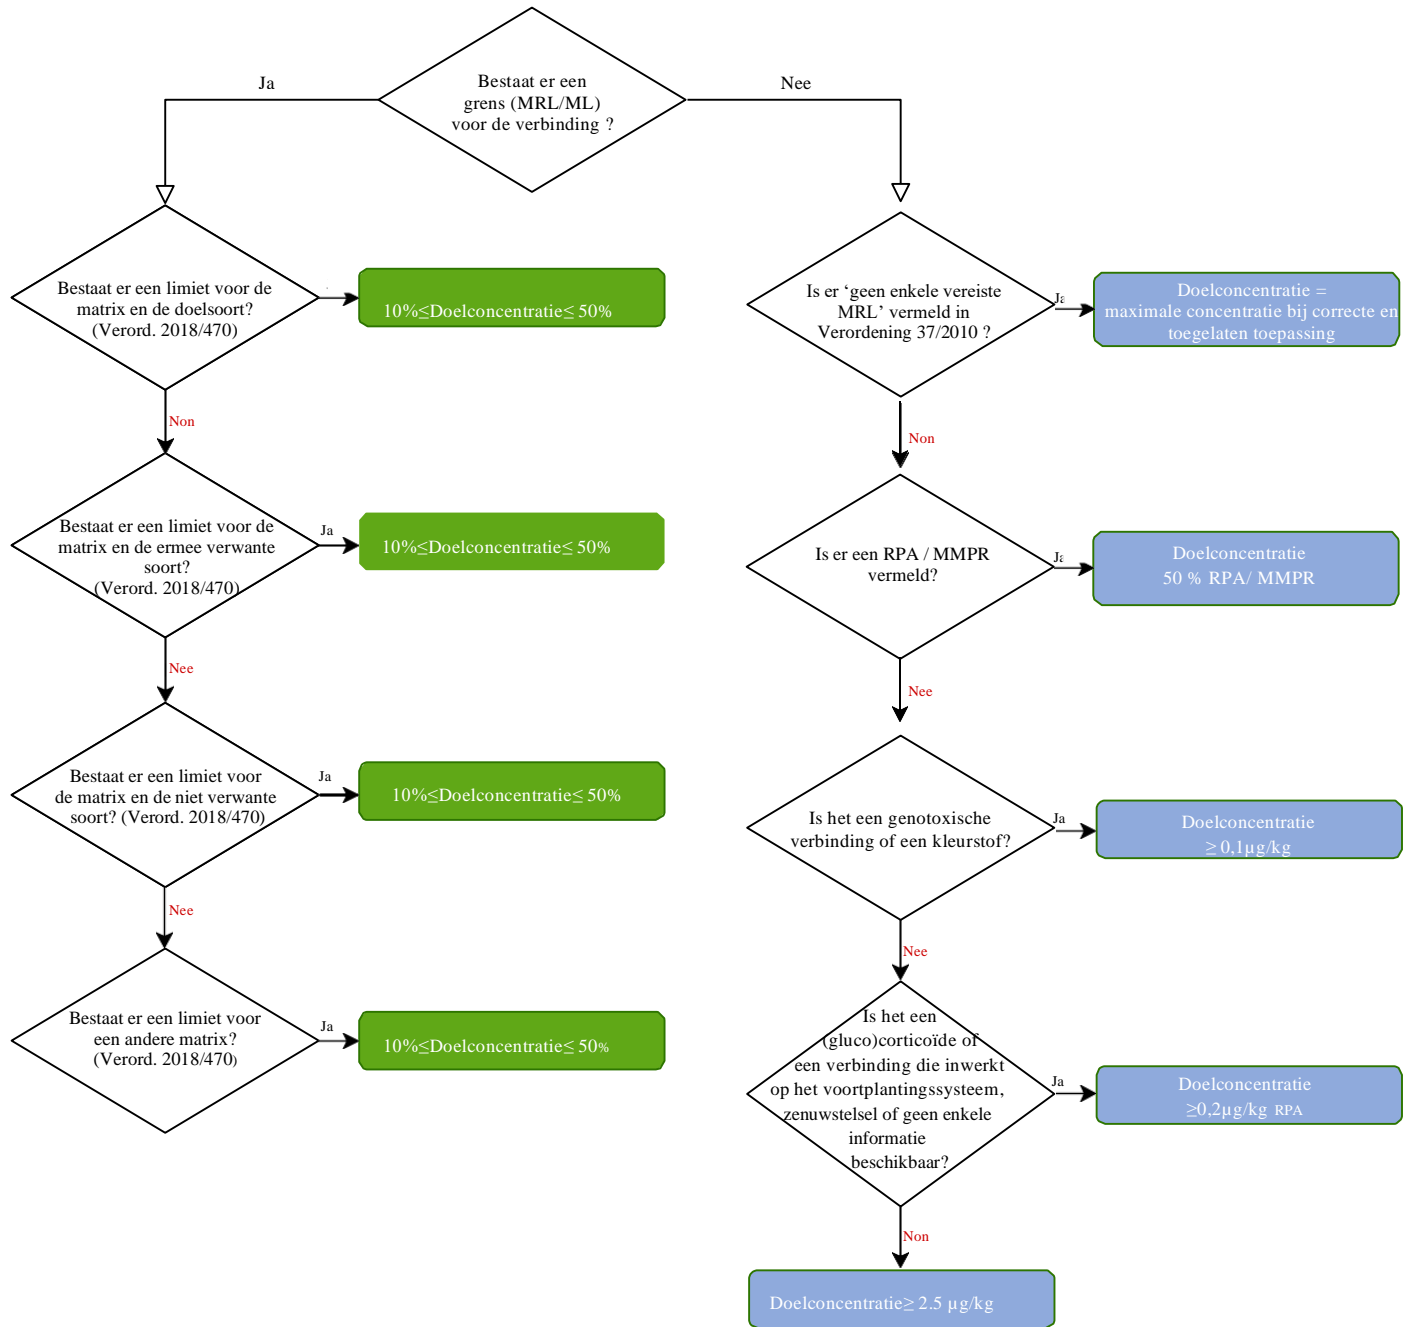 Bestaat er een
grens (MRL/ML)
voor de verbinding ?
Ja
Nee
Bestaat er een limiet voor de
matrix en de doelsoort?
(Verord. 2018/470)
10%≤Doelconcentratie≤ 50%
Non
Bestaat er een limiet voor de
matrix en de ermee verwante
soort?
(Verord. 2018/470)
Ja
10%≤Doelconcentratie≤ 50%
Nee
Bestaat er een limiet voor
de matrix en de niet verwante
soort? (Verord. 2018/470)
Ja
10%≤Doelconcentratie≤ 50%
Nee
Bestaat er een limiet voor
een andere matrix?
(Verord. 2018/470)
Ja
10%≤Doelconcentratie≤ 50%
Is er ‘geen enkele vereiste
MRL’ vermeld in
Verordening 37/2010 ?
Ja
Doelconcentratie =
maximale concentratie bij correcte en
toegelaten toepassing
Non
Is er een RPA / MMPR
vermeld?
Ja
Doelconcentratie
50 % RPA/ MMPR
Nee
Is het een genotoxische
verbinding of een kleurstof?
Ja
Doelconcentratie
≥ 0,1µg/kg
Nee
Is het een
(gluco)corticoïde of
een verbinding die inwerkt
op het voortplantingssysteem,
zenuwstelsel of geen enkele
informatie
beschikbaar?
Ja
Doelconcentratie
≥0,2µg/kg RPA
Non
Doelconcentratie≥ 2.5 µg/kg